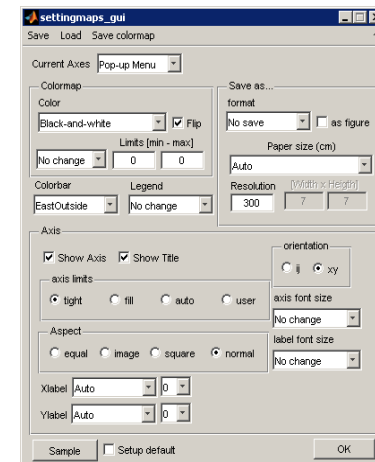 settingmaps_gui
Save Load Save colormap
Current Axes Pop-up Menu
Colormap
Color
Black-and-white Flip
Limits [min - max]
No change 0 0
Save as...
format
No save as figure
Paper size (cm)
Auto
Resolution [Width x Heigth]
300 7 7
Colorbar Legend
EastOutside No change
Axis
Show Axis Show Title
orientation
ij xy
axis limits
tight fill auto user
axis font size
No change
Aspect
equal image square normal
label font size
No change
Xlabel Auto 0
Ylabel Auto 0
Sample Setup default OK